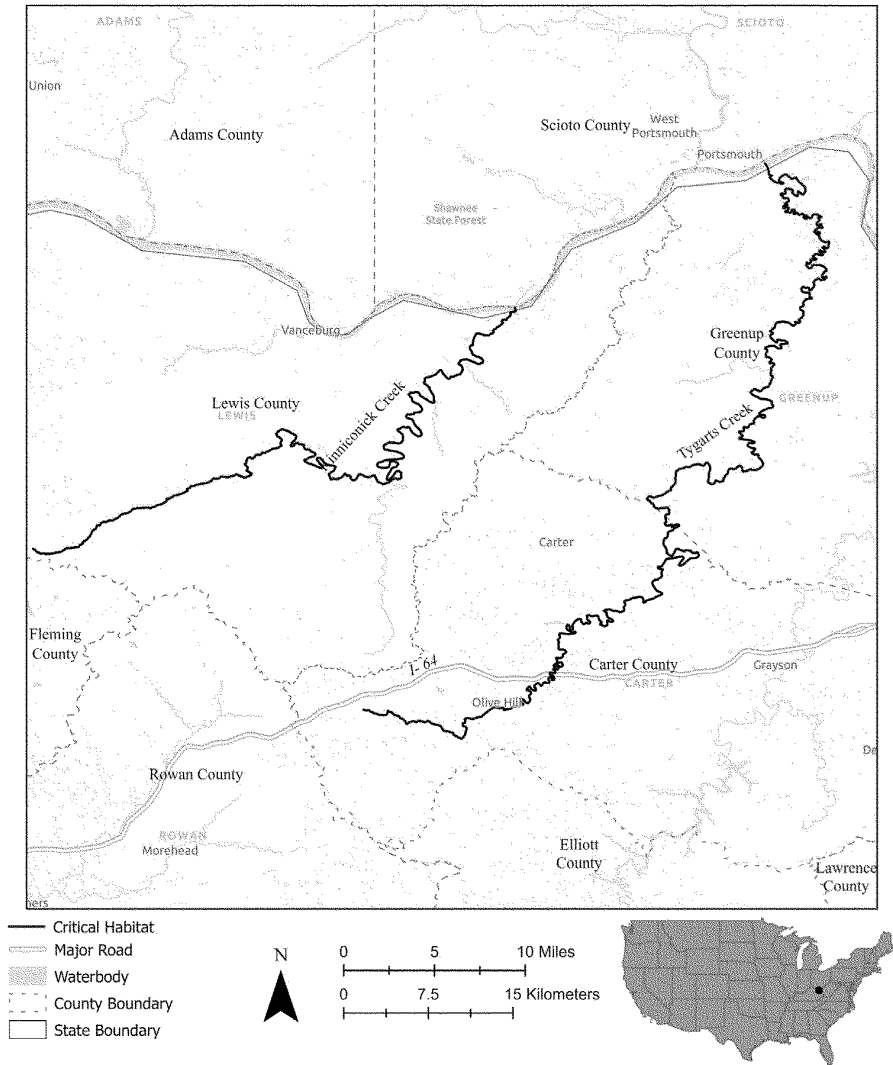 ADAMS
SCIOTO
Union
Adams County
Scioto County
West
Portsmouth
Portsmouth
Shawnee
State Forest
Vanceburg
Greenup
County
Lewis County
LEWIS
inniconick Creek
GREENUP
Tygarts Creek
Carter
Fleming
County
I- 64
Carter County
CARTER
Grayson
Olive Hill
De
Rowan County
ROWAN
Morehead
Elliott
County
Lawrence
County
ners
Critical Habitat
Major Road
Waterbody
County Boundary
State Boundary
N
0 5 10 Miles
0 7.5 15 Kilometers